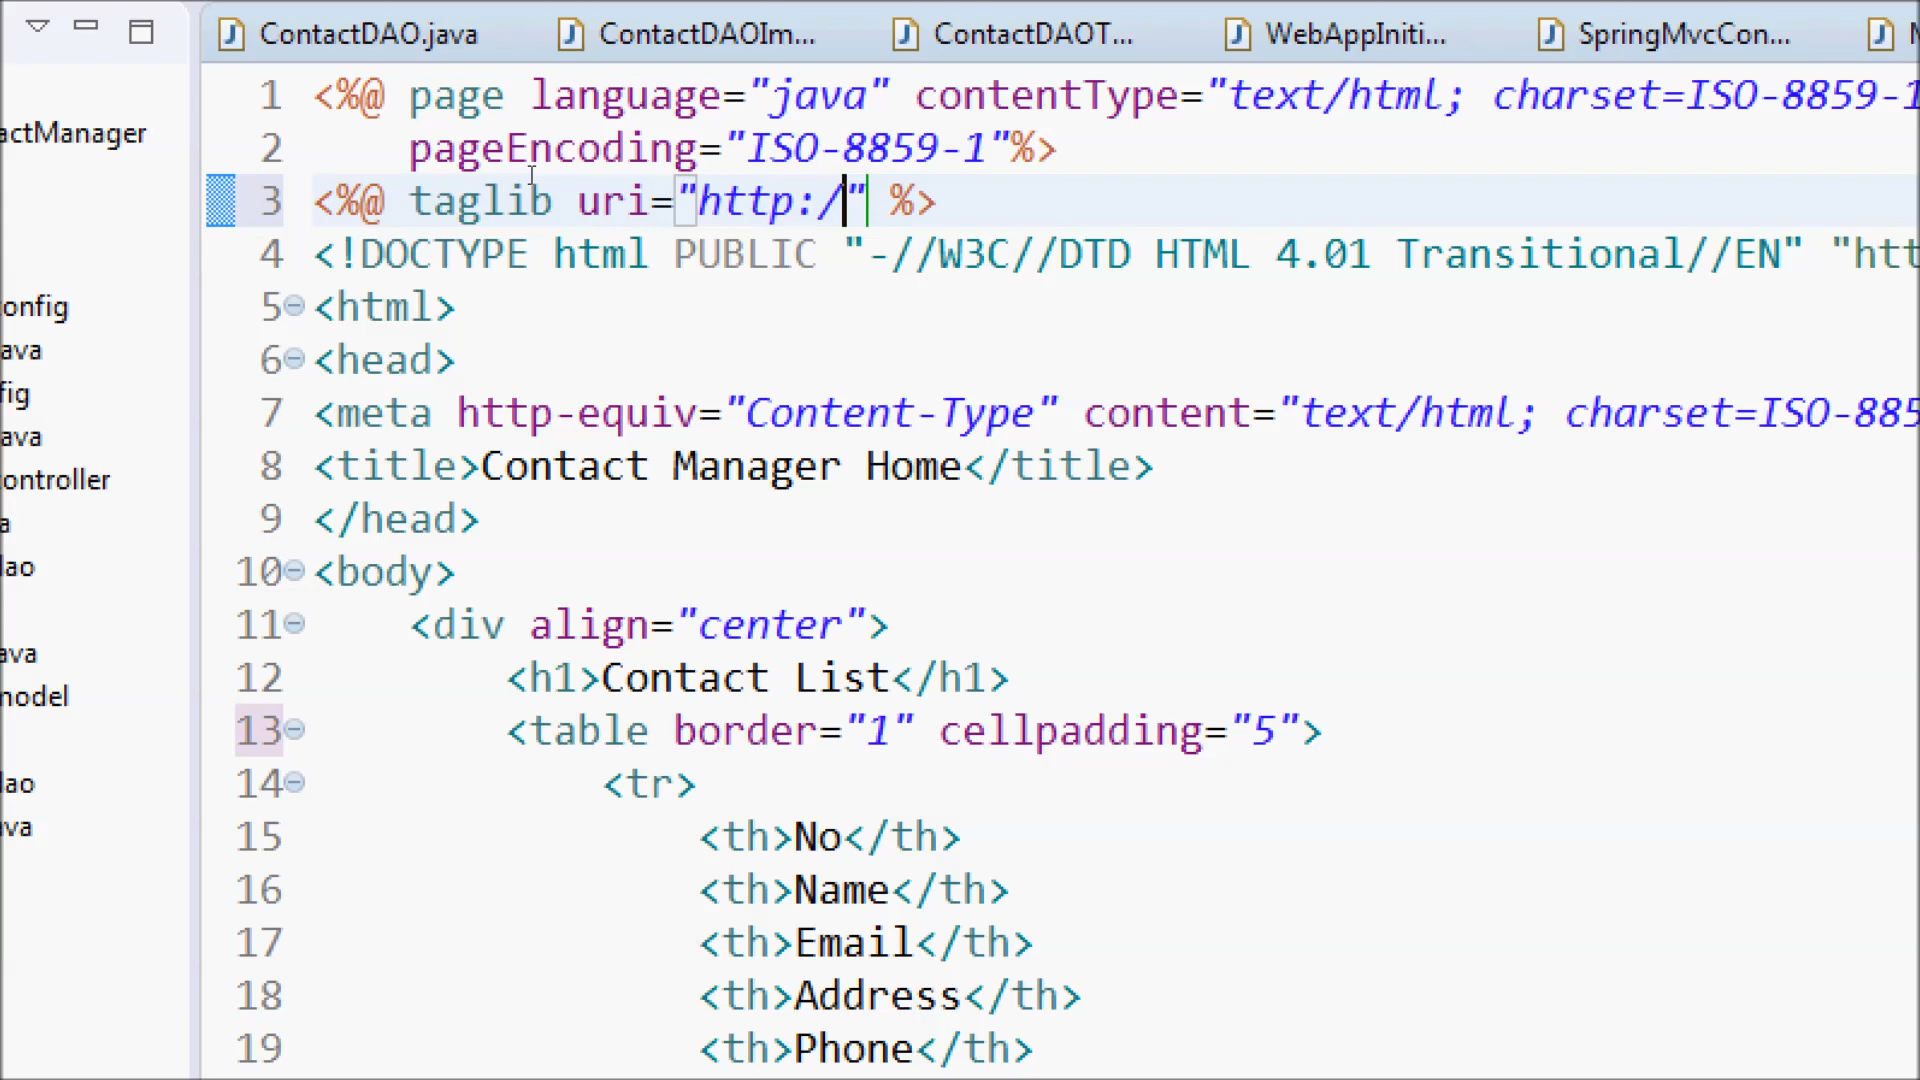 ContactDAO.java ContactDAOIm... ContactDAOT... WebAppIniti... SpringMvcCon...
actManager
onfig
ava
fig
ava
ontroller
a
dao
ava
model
dao
va
1 <%@ page language="java" contentType="text/html; charset=ISO-8859-1
2 pageEncoding="ISO-8859-1"%>
3 <%@ taglib uri="http:/" %>
4 <!DOCTYPE html PUBLIC "-//W3C//DTD HTML 4.01 Transitional//EN" "htt
5 <html>
6 <head>
7 <meta http-equiv="Content-Type" content="text/html; charset=ISO-885
8 <title>Contact Manager Home</title>
9 </head>
10 <body>
11 <div align="center">
12 <h1>Contact List</h1>
13 <table border="1" cellpadding="5">
14 <tr>
15 <th>No</th>
16 <th>Name</th>
17 <th>Email</th>
18 <th>Address</th>
19 <th>Phone</th>